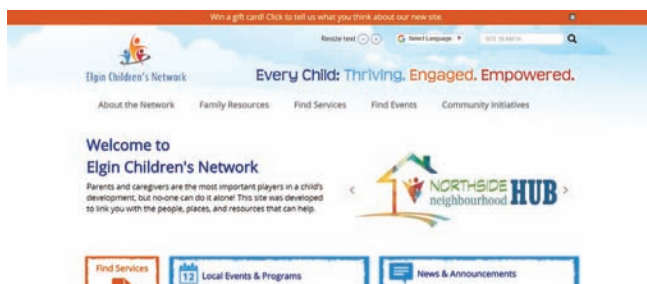 Win a gift card! Click to tell us what you think about our new site
Resize text - + G Select Language ▼ SITE SEARCH
Elgin Children's Network
Every Child: Thriving. Engaged. Empowered.
About the Network Family Resources Find Services Find Events Community Initiatives
Welcome to
Elgin Children's Network
Parents and caregivers are the most important players in a child's
development, but no-one can do it alone! This site was developed
to link you with the people, places, and resources that can help.
NORTHSIDE
neighbourhood HUB
Find Services
12 Local Events & Programs
News & Announcements